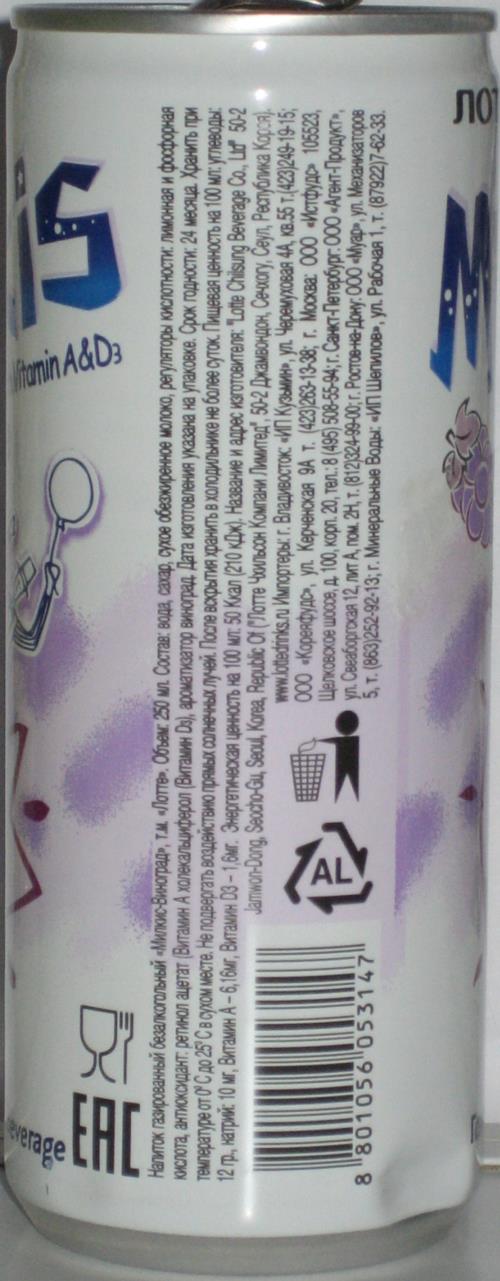 Напиток газированный безалкогольный «Милкис-Виноград», т.м. «Лотте». Объем: 250 мл. Состав: вода, сахар, сухое обезжиренное молоко, регуляторы кислотности: лимонная и фосфорная
кислота, антиоксидант: ретинол ацетат (Витамин А холекальциферол (Витамин D₃), ароматизатор виноград. Дата изготовления указана на упаковке. Срок годности: 24 месяца. Хранить при
температуре от 0° С до 25° С в сухом месте. Не подвергать воздействию прямых солнечных лучей. После вскрытия хранить в холодильнике не более суток. Пищевая ценность на 100 мл: углеводы:
12 гр., натрий: 10 мг, Витамин А – 6,16мг, Витамин D3 – 1,6мг. Энергетическая ценность на 100 мл: 50 Ккал (210 кДж). Название и адрес изготовителя: "Lotte Chilsung Beverage Co., Ltd" 50-2
Jamwon-Dong, Seocho-Gu, Seoul, Korea, Republic Of ("Лотте Чхильсон Компани Лимитед", 50-2 Джамвондон, Сечхогу, Сеул, Республика Корея).
www.lottedrinks.ru Импортеры: г. Владивосток: «ИП Кузьмин» ул. Черемуховая 4А, кв.55 т.(423)249-19-15;
ООО «Кореяфудс», ул. Керченская 9А т. (423)263-13-38; г. Москва: ООО «Истфудс» 105523,
Щелковское шоссе, д. 100, корп. 20, тел.: 8 (495) 508-55-94; г. Санкт-Петербург: ООО «Агент-Продукт»,
ул. Свеаборгская 12, лит А, пом. 2Н, т. (812)324-99-00; г. Ростов-на-Дону: ООО «Муар», ул. Механизаторов
5, т. (863)252-92-13; г. Минеральные Воды: «ИП Шепилов», ул. Рабочая 1, т. (87922)7-62-33.
AL
8 801056 053147
EAC
is
Vitamin A&D3
everage
ЛОТ
M